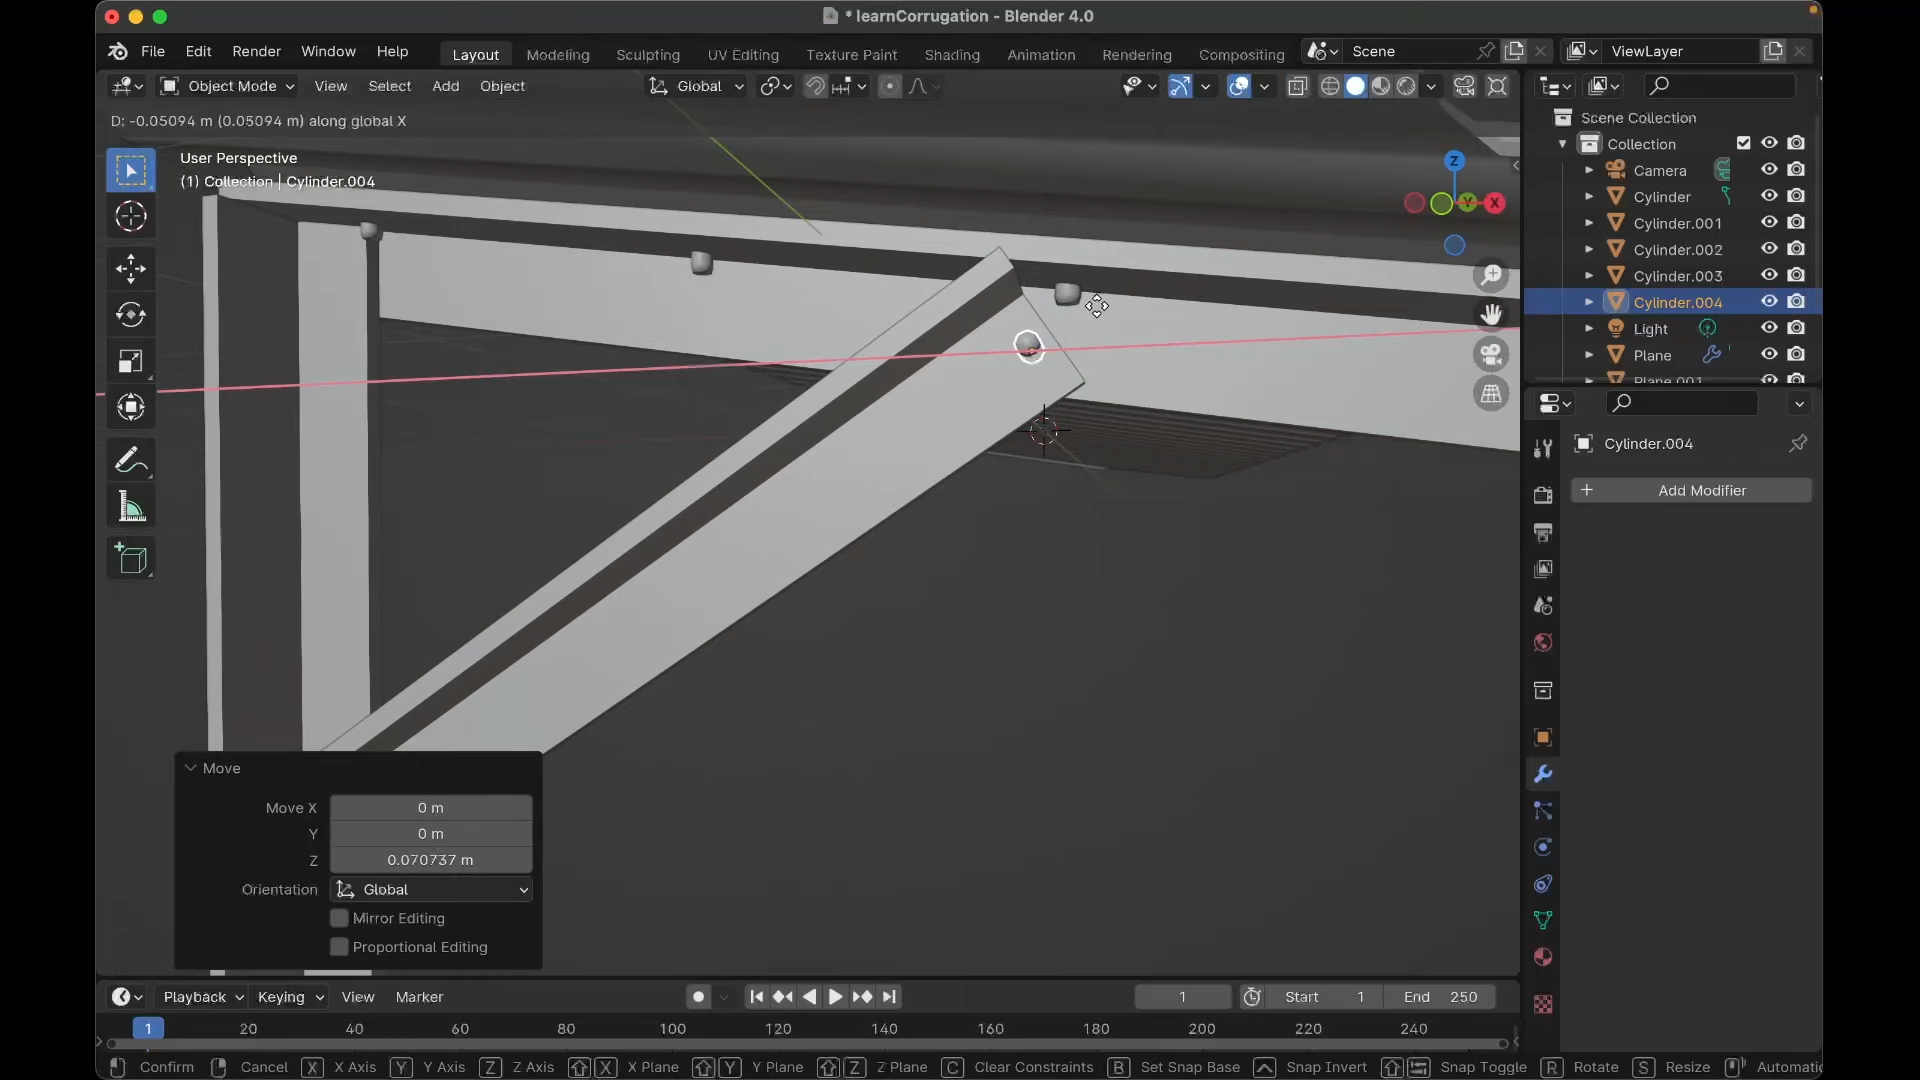 * learnCorrugation - Blender 4.0
File Edit Render Window Help Layout Modeling Sculpting UV Editing Texture Paint Shading Animation Rendering Compositing Scene ViewLayer
Object Mode View Select Add Object Global
D: -0.05094 m (0.05094 m) along global X
User Perspective
(1) Collection | Cylinder.004
Z
Y
X
Scene Collection
Collection
Camera
Cylinder
Cylinder.001
Cylinder.002
Cylinder.003
Cylinder.004
Light
Plane
Plane.001
Cylinder.004
+ Add Modifier
Move
Move X 0 m
Y 0 m
Z 0.070737 m
Orientation Global
Mirror Editing
Proportional Editing
Playback Keying View Marker 1 Start 1 End 250
1 20 40 60 80 100 120 140 160 180 200 220 240
Confirm Cancel X X Axis Y Y Axis Z Z Axis X X Plane Y Y Plane Z Z Plane C Clear Constraints B Set Snap Base Snap Invert Snap Toggle R Rotate S Resize